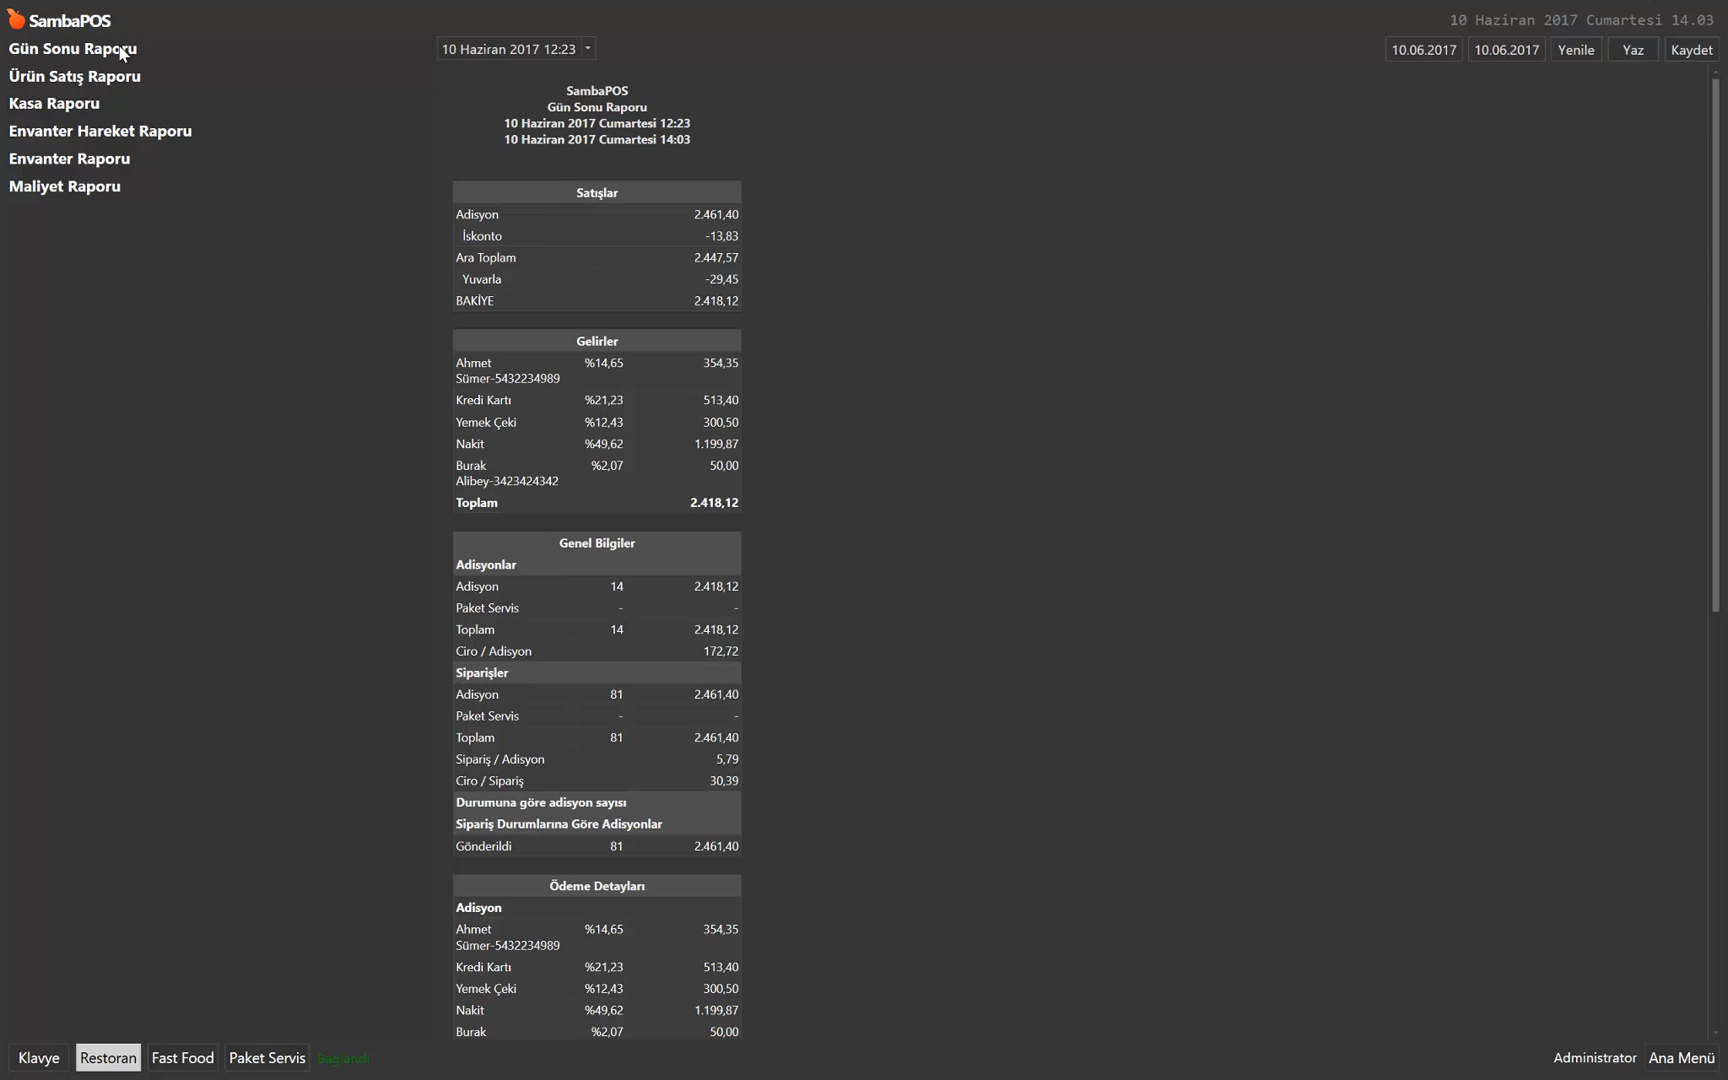 SambaPOS
10 Haziran 2017 Cumartesi 14.03
Gün Sonu Raporu
Ürün Satış Raporu
Kasa Raporu
Envanter Hareket Raporu
Envanter Raporu
Maliyet Raporu
10 Haziran 2017 12:23
10.06.2017 10.06.2017 Yenile Yaz Kaydet
SambaPOS
Gün Sonu Raporu
10 Haziran 2017 Cumartesi 12:23
10 Haziran 2017 Cumartesi 14:03
Satışlar
Adisyon 2.461,40
İskonto -13,83
Ara Toplam 2.447,57
Yuvarla -29,45
BAKİYE 2.418,12
Gelirler
Ahmet %14,65 354,35
Sümer-5432234989
Kredi Kartı %21,23 513,40
Yemek Çeki %12,43 300,50
Nakit %49,62 1.199,87
Burak %2,07 50,00
Alibey-3423424342
Toplam 2.418,12
Genel Bilgiler
Adisyonlar
Adisyon 14 2.418,12
Paket Servis - -
Toplam 14 2.418,12
Ciro / Adisyon 172,72
Siparişler
Adisyon 81 2.461,40
Paket Servis - -
Toplam 81 2.461,40
Sipariş / Adisyon 5,79
Ciro / Sipariş 30,39
Durumuna göre adisyon sayısı
Sipariş Durumlarına Göre Adisyonlar
Gönderildi 81 2.461,40
Ödeme Detayları
Adisyon
Ahmet %14,65 354,35
Sümer-5432234989
Kredi Kartı %21,23 513,40
Yemek Çeki %12,43 300,50
Nakit %49,62 1.199,87
Burak %2,07 50,00
Klavye Restoran Fast Food Paket Servis Bağlandı
Administrator Ana Menü